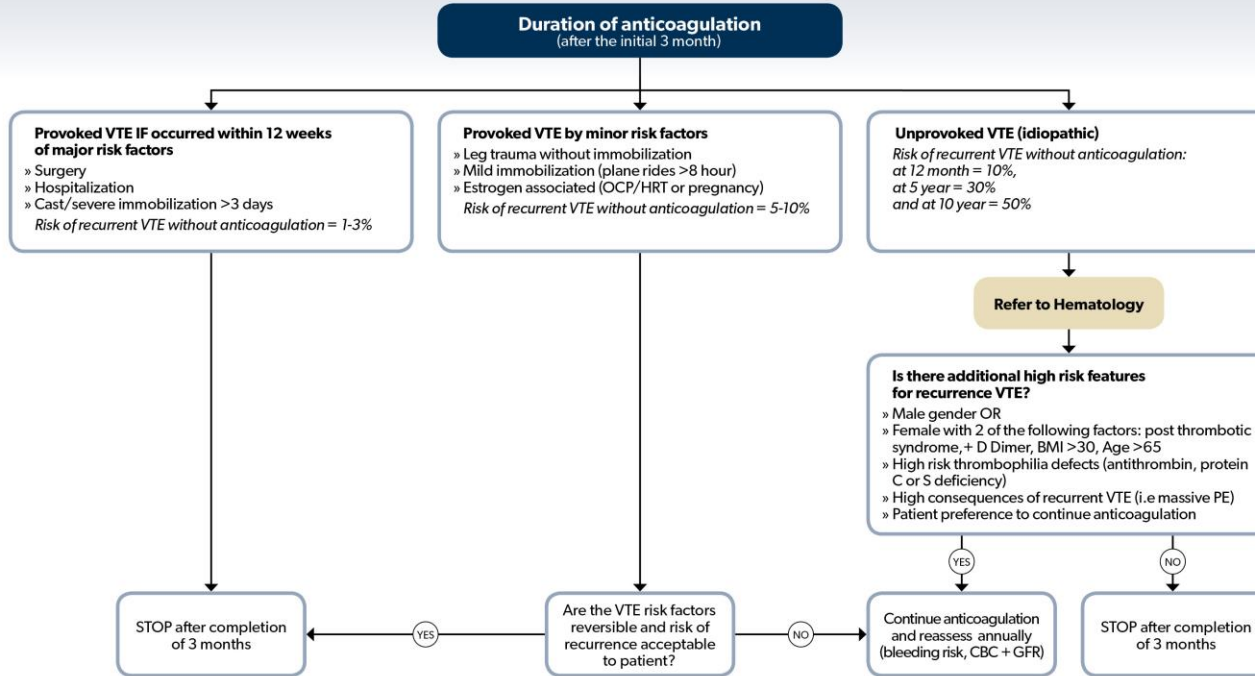 Duration of anticoagulation
(after the initial 3 month)
Provoked VTE IF occurred within 12 weeks
of major risk factors
» Surgery
» Hospitalization
» Cast/severe immobilization >3 days
Risk of recurrent VTE without anticoagulation = 1-3%
Provoked VTE by minor risk factors
» Leg trauma without immobilization
» Mild immobilization (plane rides >8 hour)
» Estrogen associated (OCP/HRT or pregnancy)
Risk of recurrent VTE without anticoagulation = 5-10%
Unprovoked VTE (idiopathic)
Risk of recurrent VTE without anticoagulation:
at 12 month = 10%,
at 5 year = 30%
and at 10 year = 50%
Refer to Hematology
Is there additional high risk features
for recurrence VTE?
» Male gender OR
» Female with 2 of the following factors: post thrombotic
syndrome,+ D Dimer, BMI >30, Age >65
» High risk thrombophilia defects (antithrombin, protein
C or S deficiency)
» High consequences of recurrent VTE (i.e massive PE)
» Patient preference to continue anticoagulation
YES
NO
STOP after completion
of 3 months
YES
Are the VTE risk factors
reversible and risk of
recurrence acceptable
to patient?
NO
Continue anticoagulation
and reassess annually
(bleeding risk, CBC + GFR)
STOP after completion
of 3 months